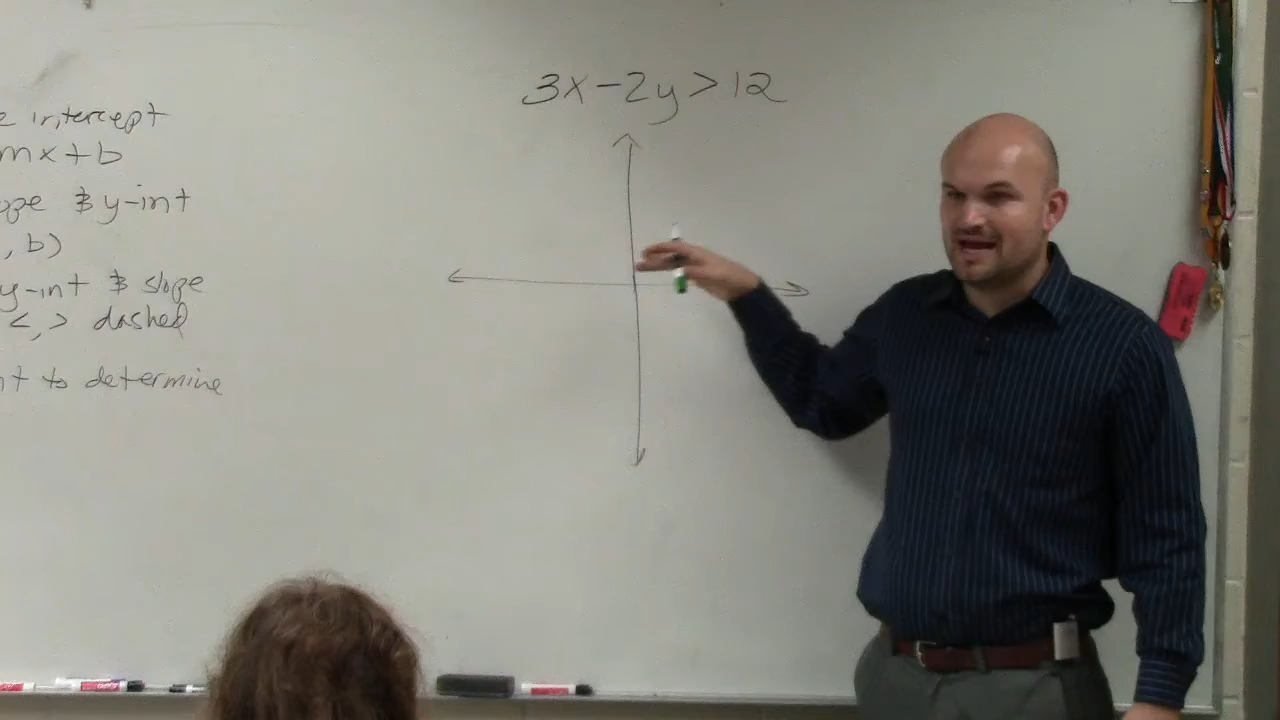 3x-2y>12
e intercept
mx+b
ope & y-int
,b)
y-int & slope
<,> dashed
nt to determine